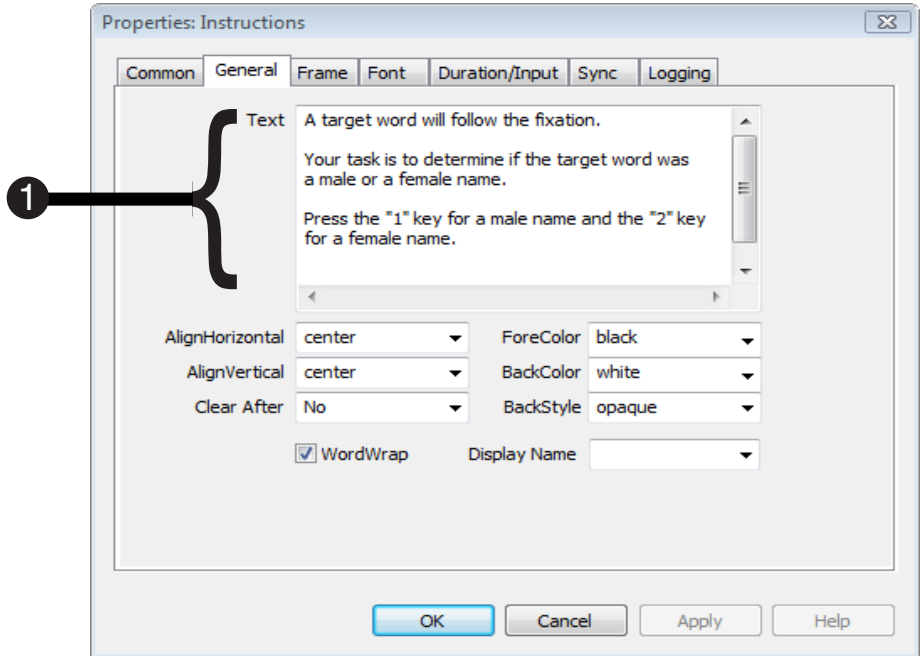 Properties: Instructions
Common General Frame Font Duration/Input Sync Logging
1
Text
A target word will follow the fixation.
Your task is to determine if the target word was
a male or a female name.
Press the "1" key for a male name and the "2" key
for a female name.
AlignHorizontal center ForeColor black
AlignVertical center BackColor white
Clear After No BackStyle opaque
WordWrap Display Name
OK Cancel Apply Help